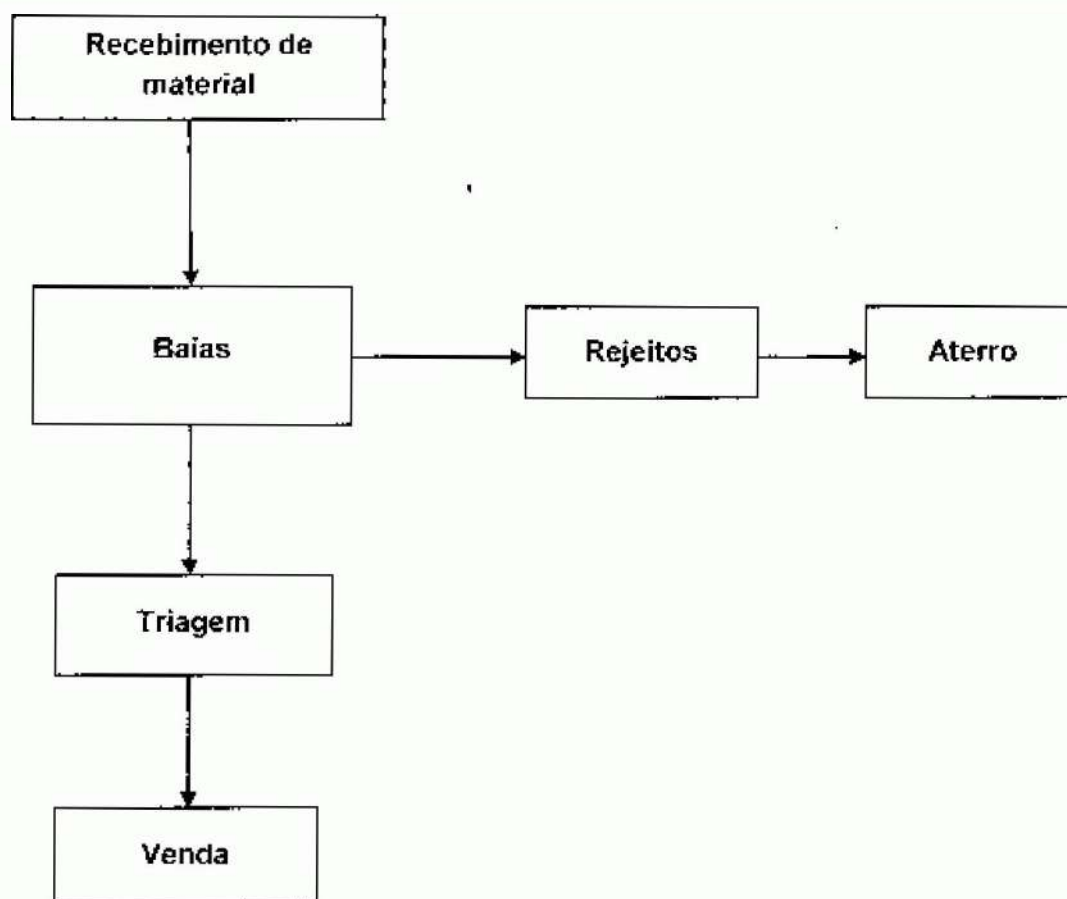 Recebimento de
material
Baias
Rejeitos
Aterro
Triagem
Venda